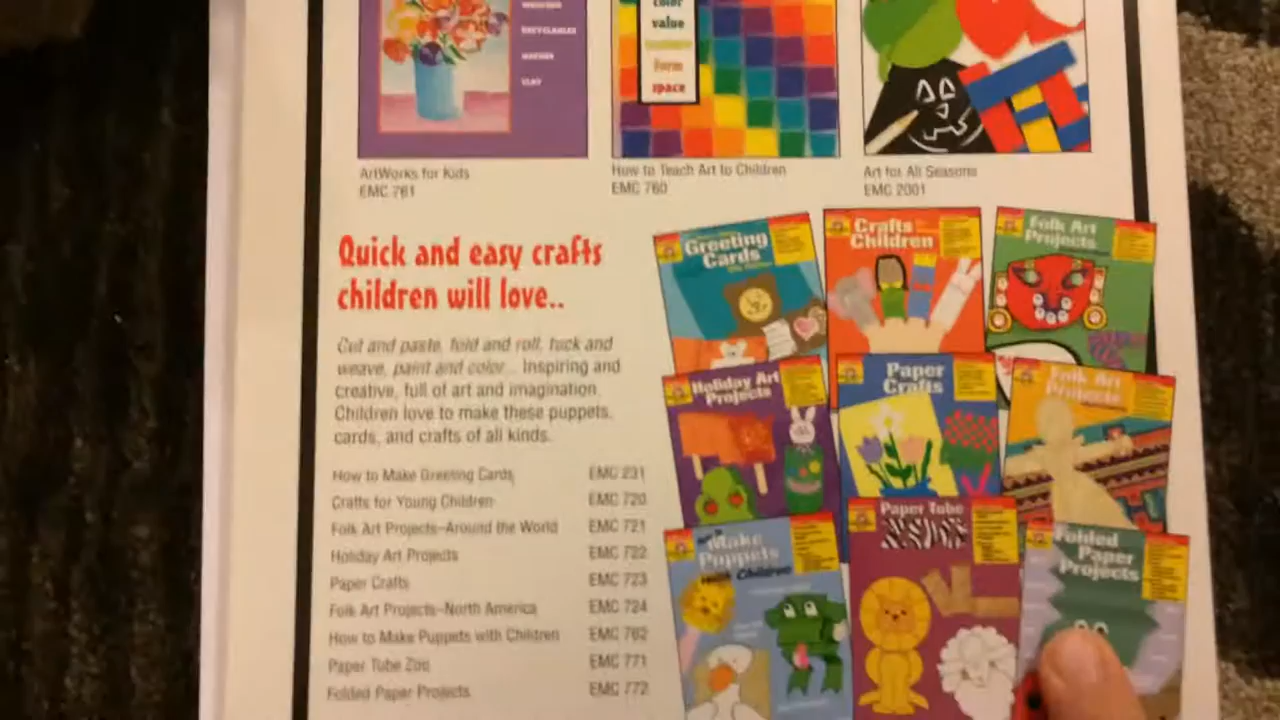 color
value
form
space
RECYCLABLES
CLAY
ArtWorks for Kids
EMC 761
How to Teach Art to Children
EMC 760
Art for All Seasons
EMC 2001
Quick and easy crafts
children will love..
Cut and paste, fold and roll, tuck and
weave, paint and color... Inspiring and
creative, full of art and imagination.
Children love to make these puppets,
cards, and crafts of all kinds.
How to Make Greeting Cards EMC 231
Crafts for Young Children EMC 720
Folk Art Projects–Around the World EMC 721
Holiday Art Projects EMC 722
Paper Crafts EMC 723
Folk Art Projects–North America EMC 724
How to Make Puppets with Children EMC 762
Paper Tube Zoo EMC 771
Folded Paper Projects EMC 772
Greeting
Cards
Crafts
Children
Folk Art
Projects
Holiday Art
Projects
Paper
Crafts
Folk Art
Projects
Make
Puppets
with Children
Paper Tube
Folded
Paper
Projects